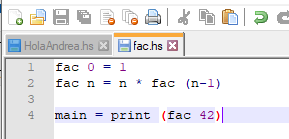 HolaAndrea.hs fac.hs
1 fac 0 = 1
2 fac n = n * fac (n-1)
3
4 main = print (fac 42)